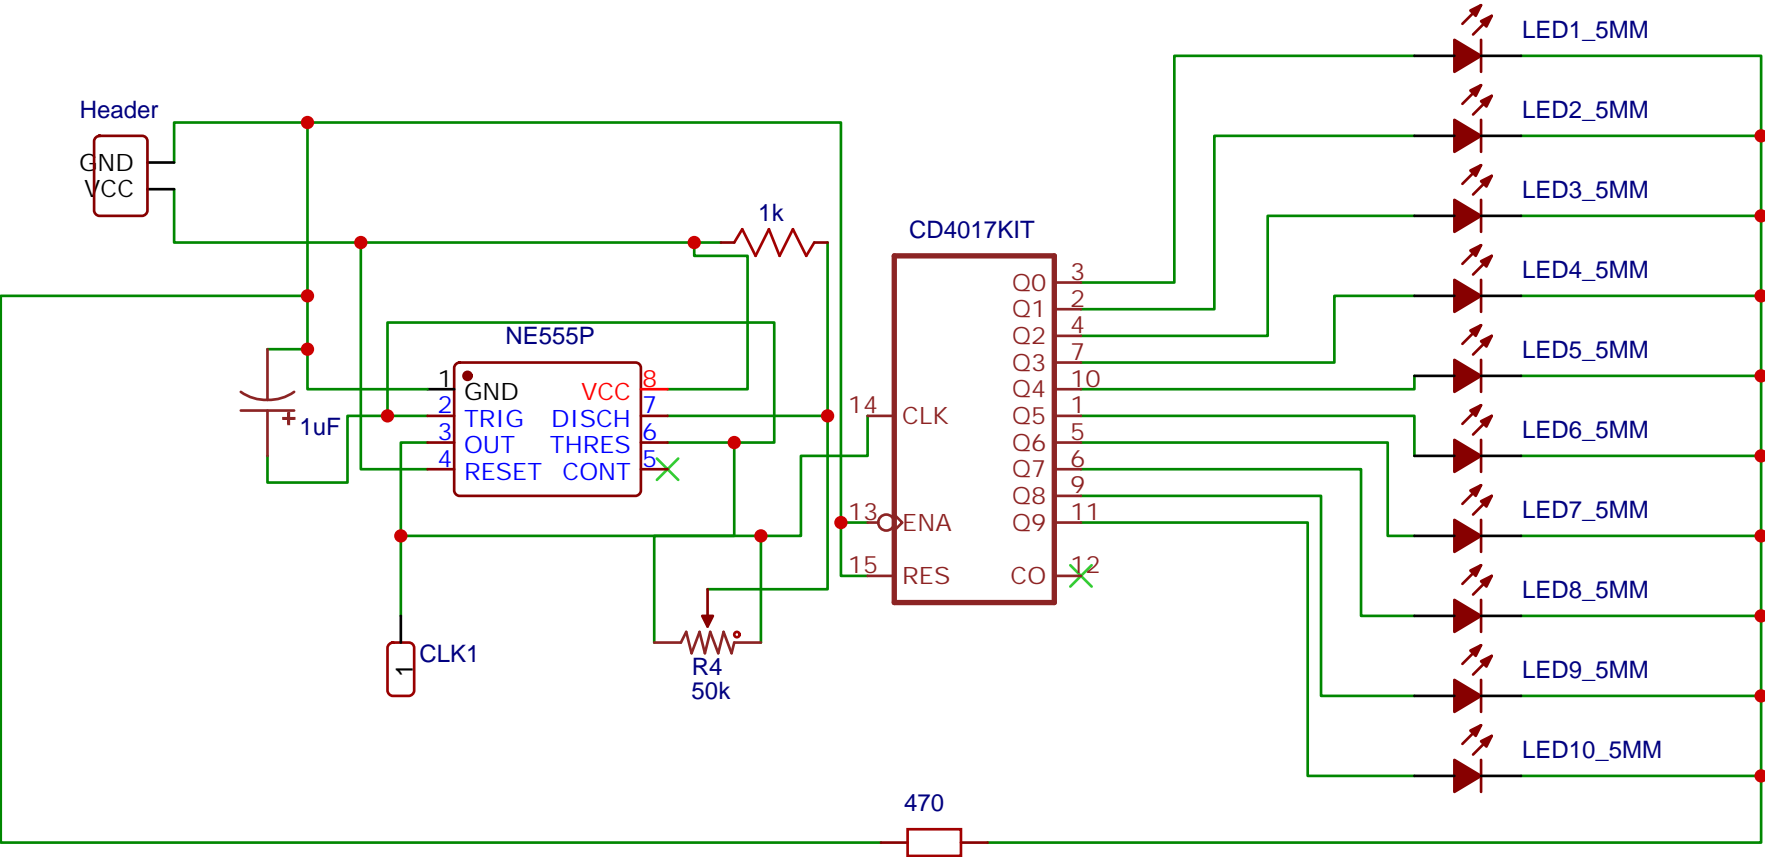 Header
GND
VCC
1k
NE555P
1 GND
2 TRIG
3 OUT
4 RESET
VCC 8
DISCH 7
THRES 6
CONT 5
+ 1uF
1 CLK1
R4
50k
CD4017KIT
14 CLK
13 ENA
15 RES
Q0 3
Q1 2
Q2 4
Q3 7
Q4 10
Q5 1
Q6 5
Q7 6
Q8 9
Q9 11
CO 12
LED1_5MM
LED2_5MM
LED3_5MM
LED4_5MM
LED5_5MM
LED6_5MM
LED7_5MM
LED8_5MM
LED9_5MM
LED10_5MM
470